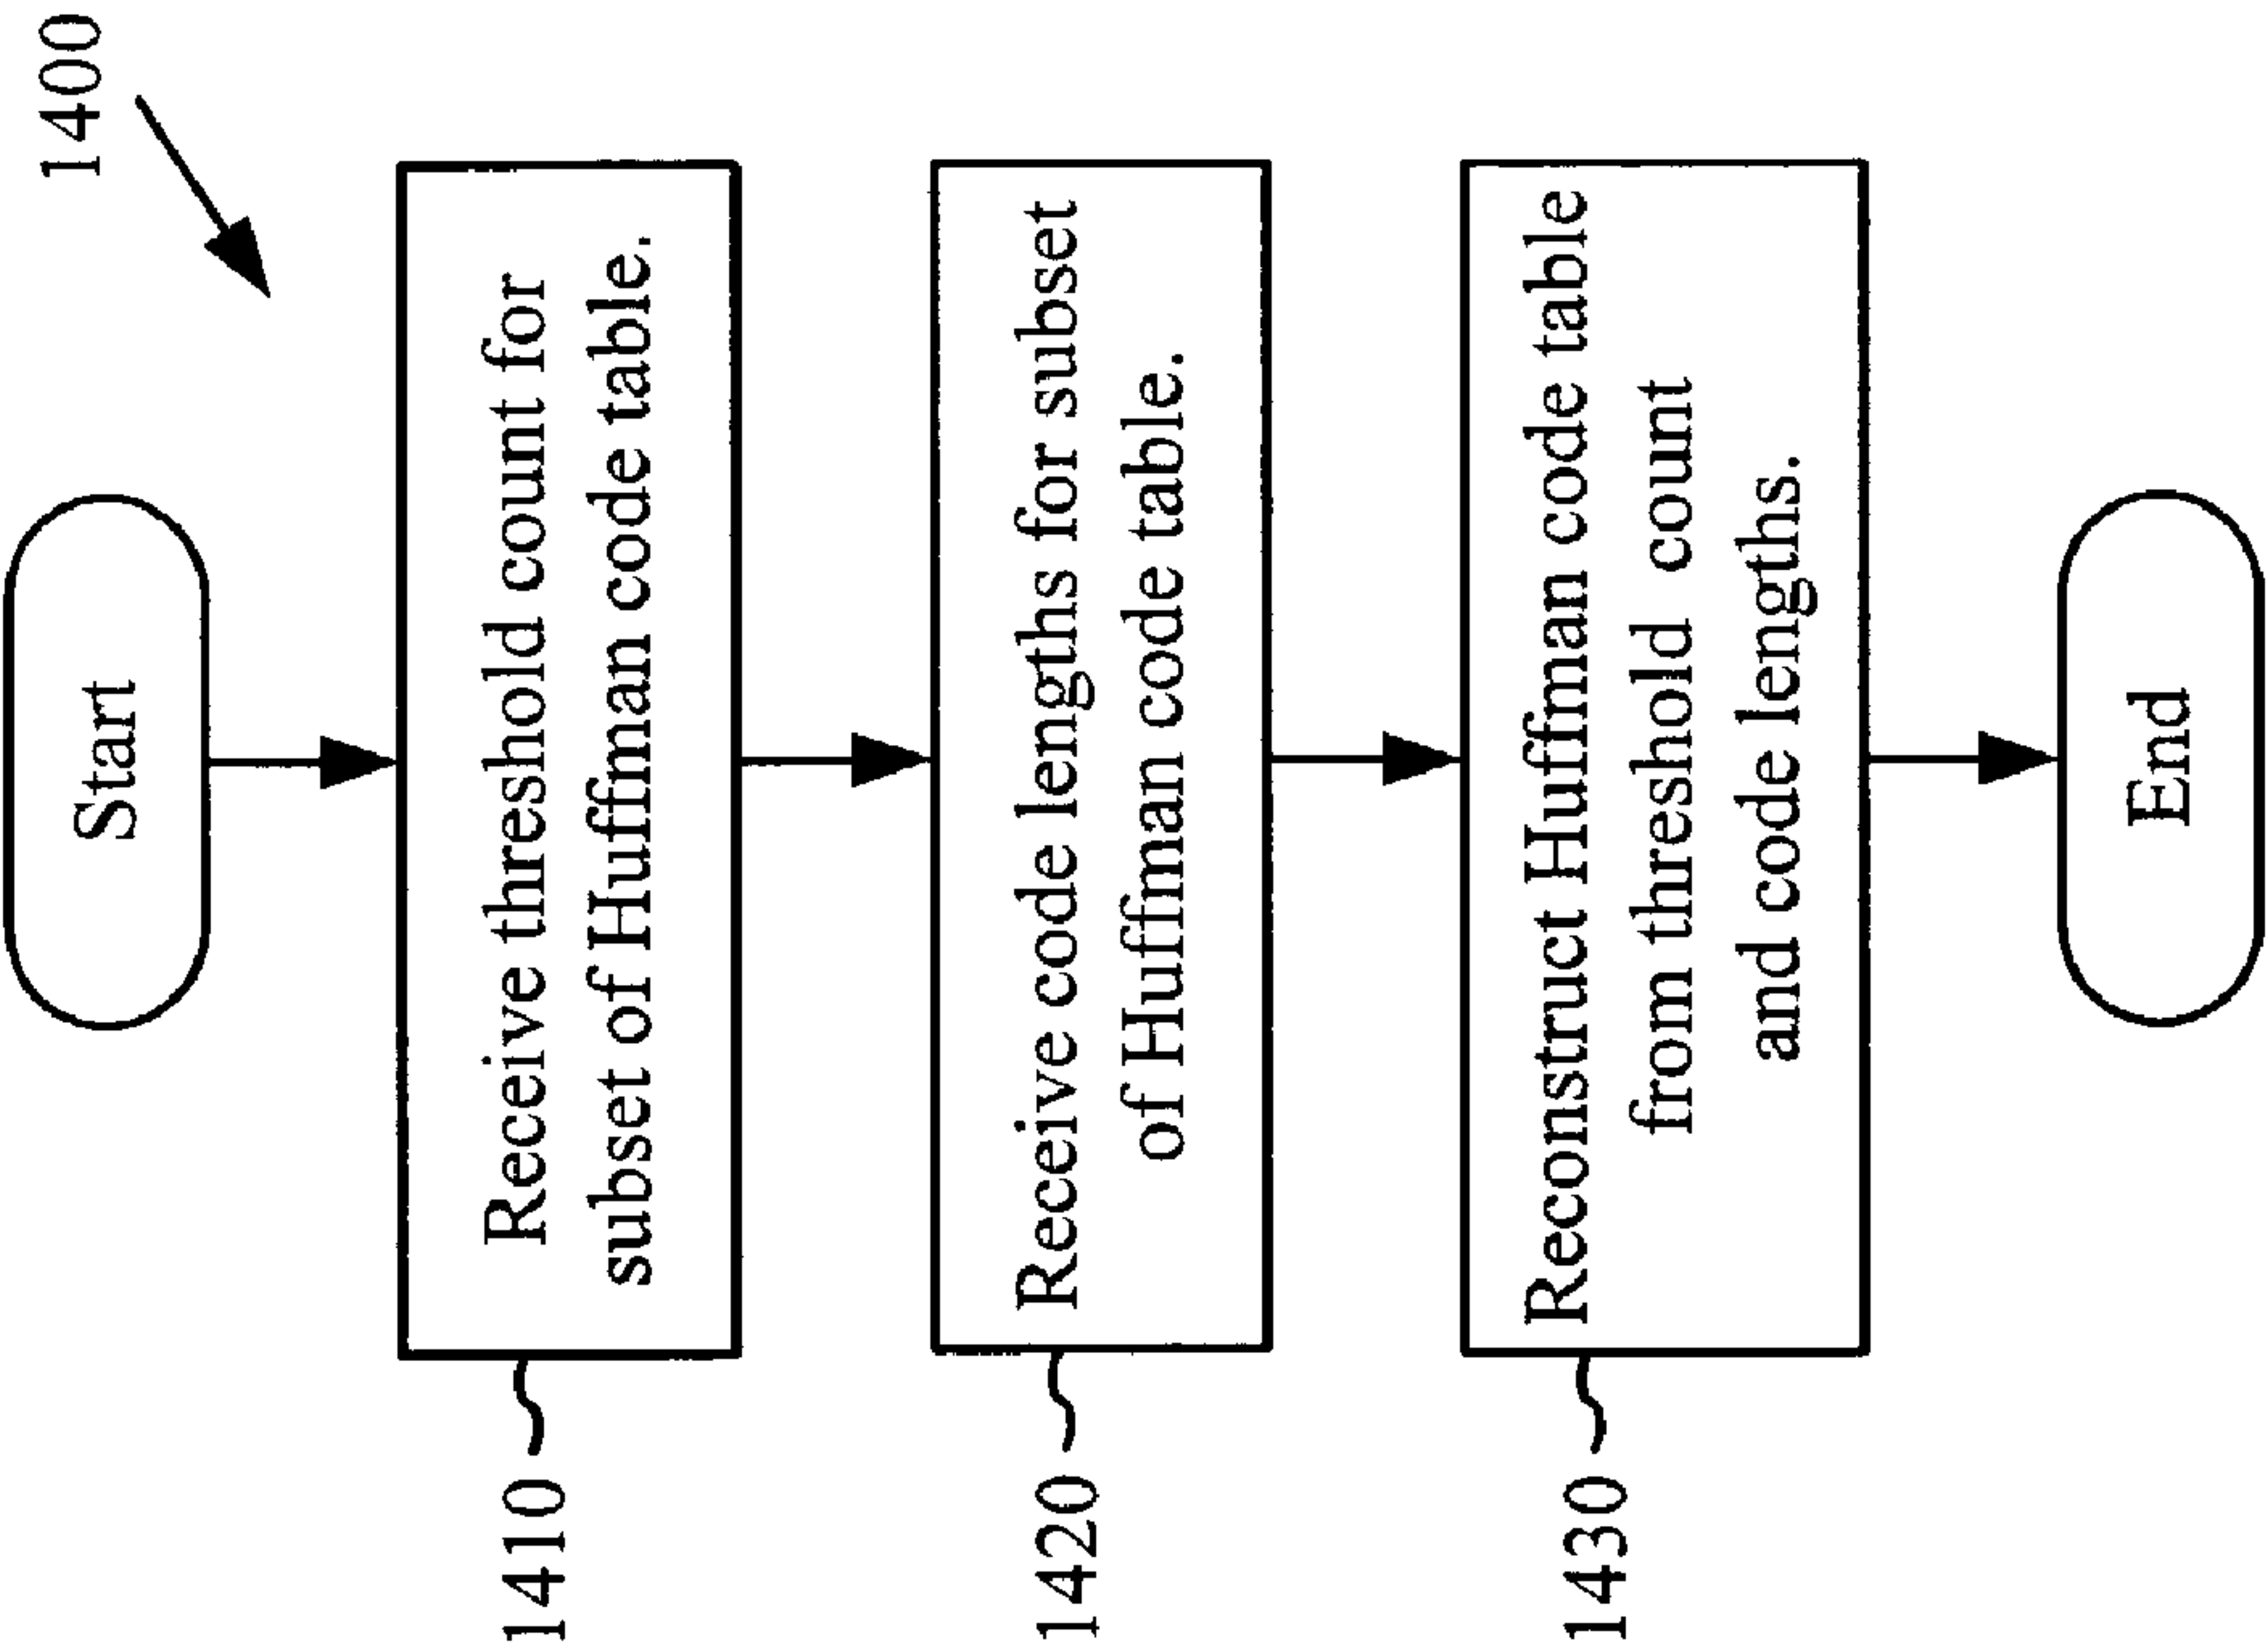 1400
Start
1410
Receive threshold count for
subset of Huffman code table.
1420
Receive code lengths for subset
of Huffman code table.
1430
Reconstruct Huffman code table
from threshold count
and code lengths.
End